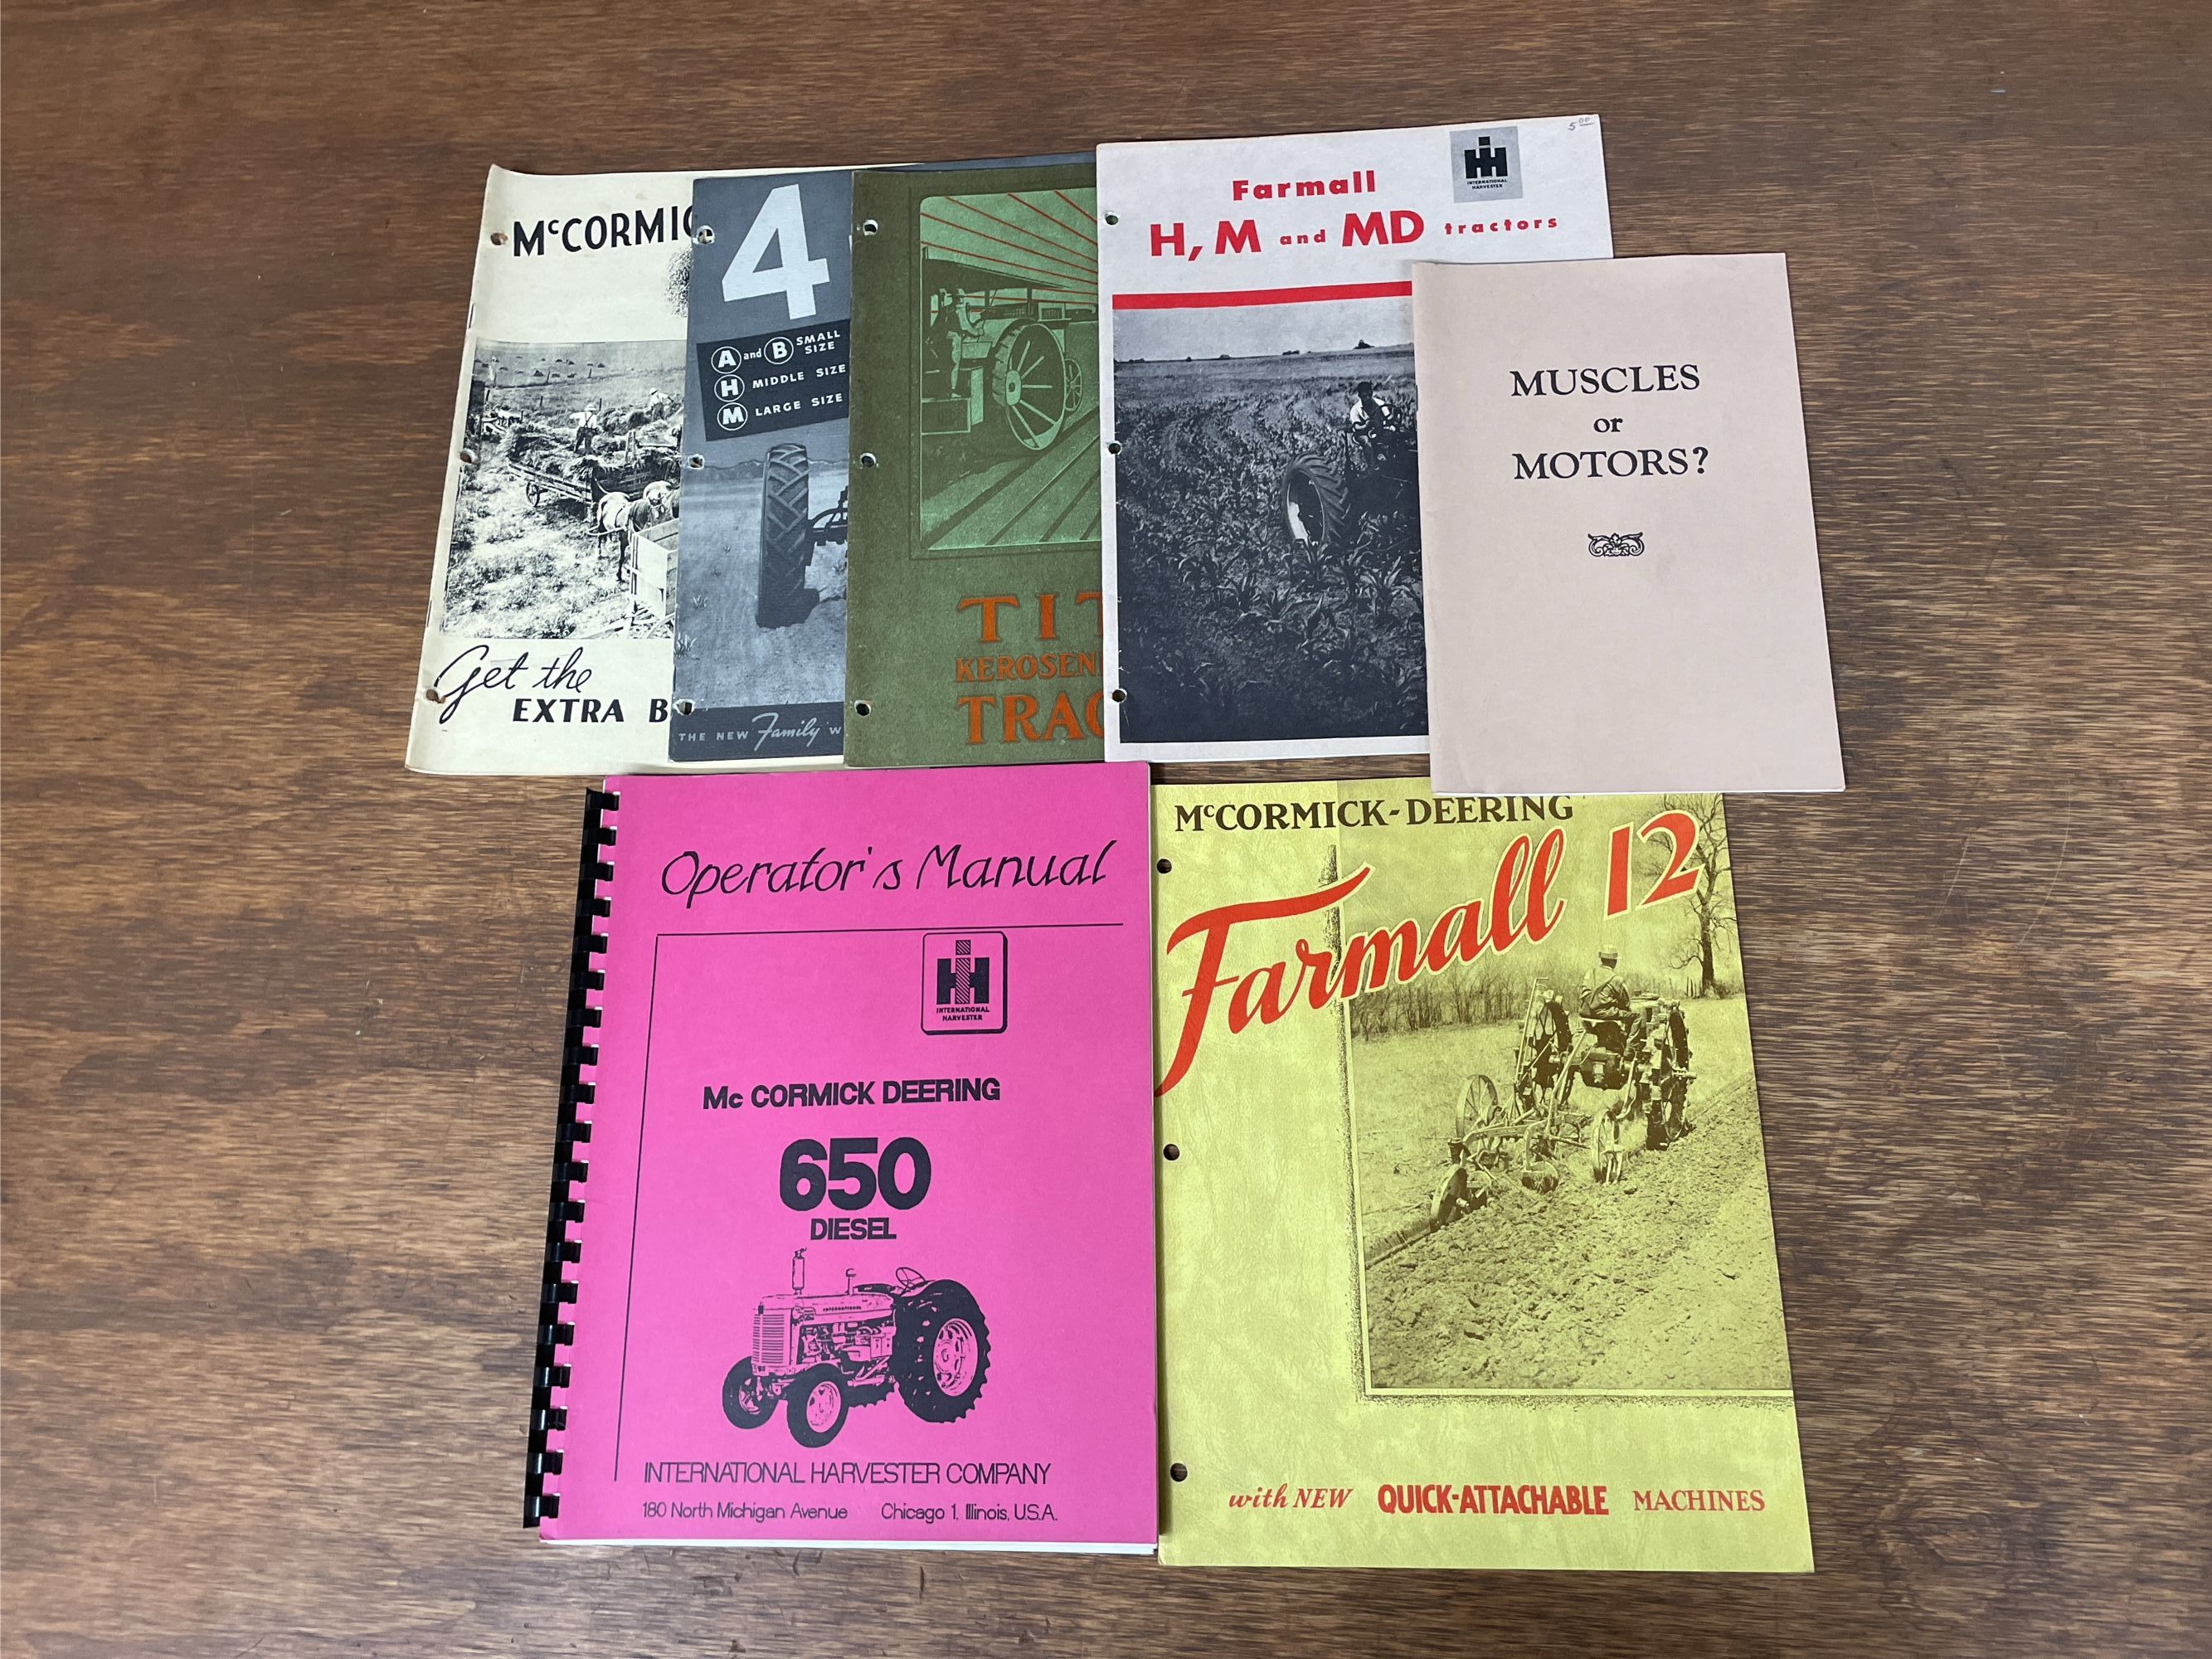 McCORMIC
Get the
EXTRA B
4
A and B SMALL SIZE
H MIDDLE SIZE
M LARGE SIZE
THE NEW Family W
TIT
KEROSEN
TRAC
5.00
IH
INTERNATIONAL
HARVESTER
Farmall
H, M and MD tractors
MUSCLES
or
MOTORS?
Operator's Manual
IH
INTERNATIONAL
HARVESTER
Mc CORMICK DEERING
650
DIESEL
INTERNATIONAL
INTERNATIONAL HARVESTER COMPANY
180 North Michigan Avenue Chicago 1, Illinois, U.S.A.
McCORMICK-DEERING
Farmall 12
with NEW QUICK-ATTACHABLE MACHINES